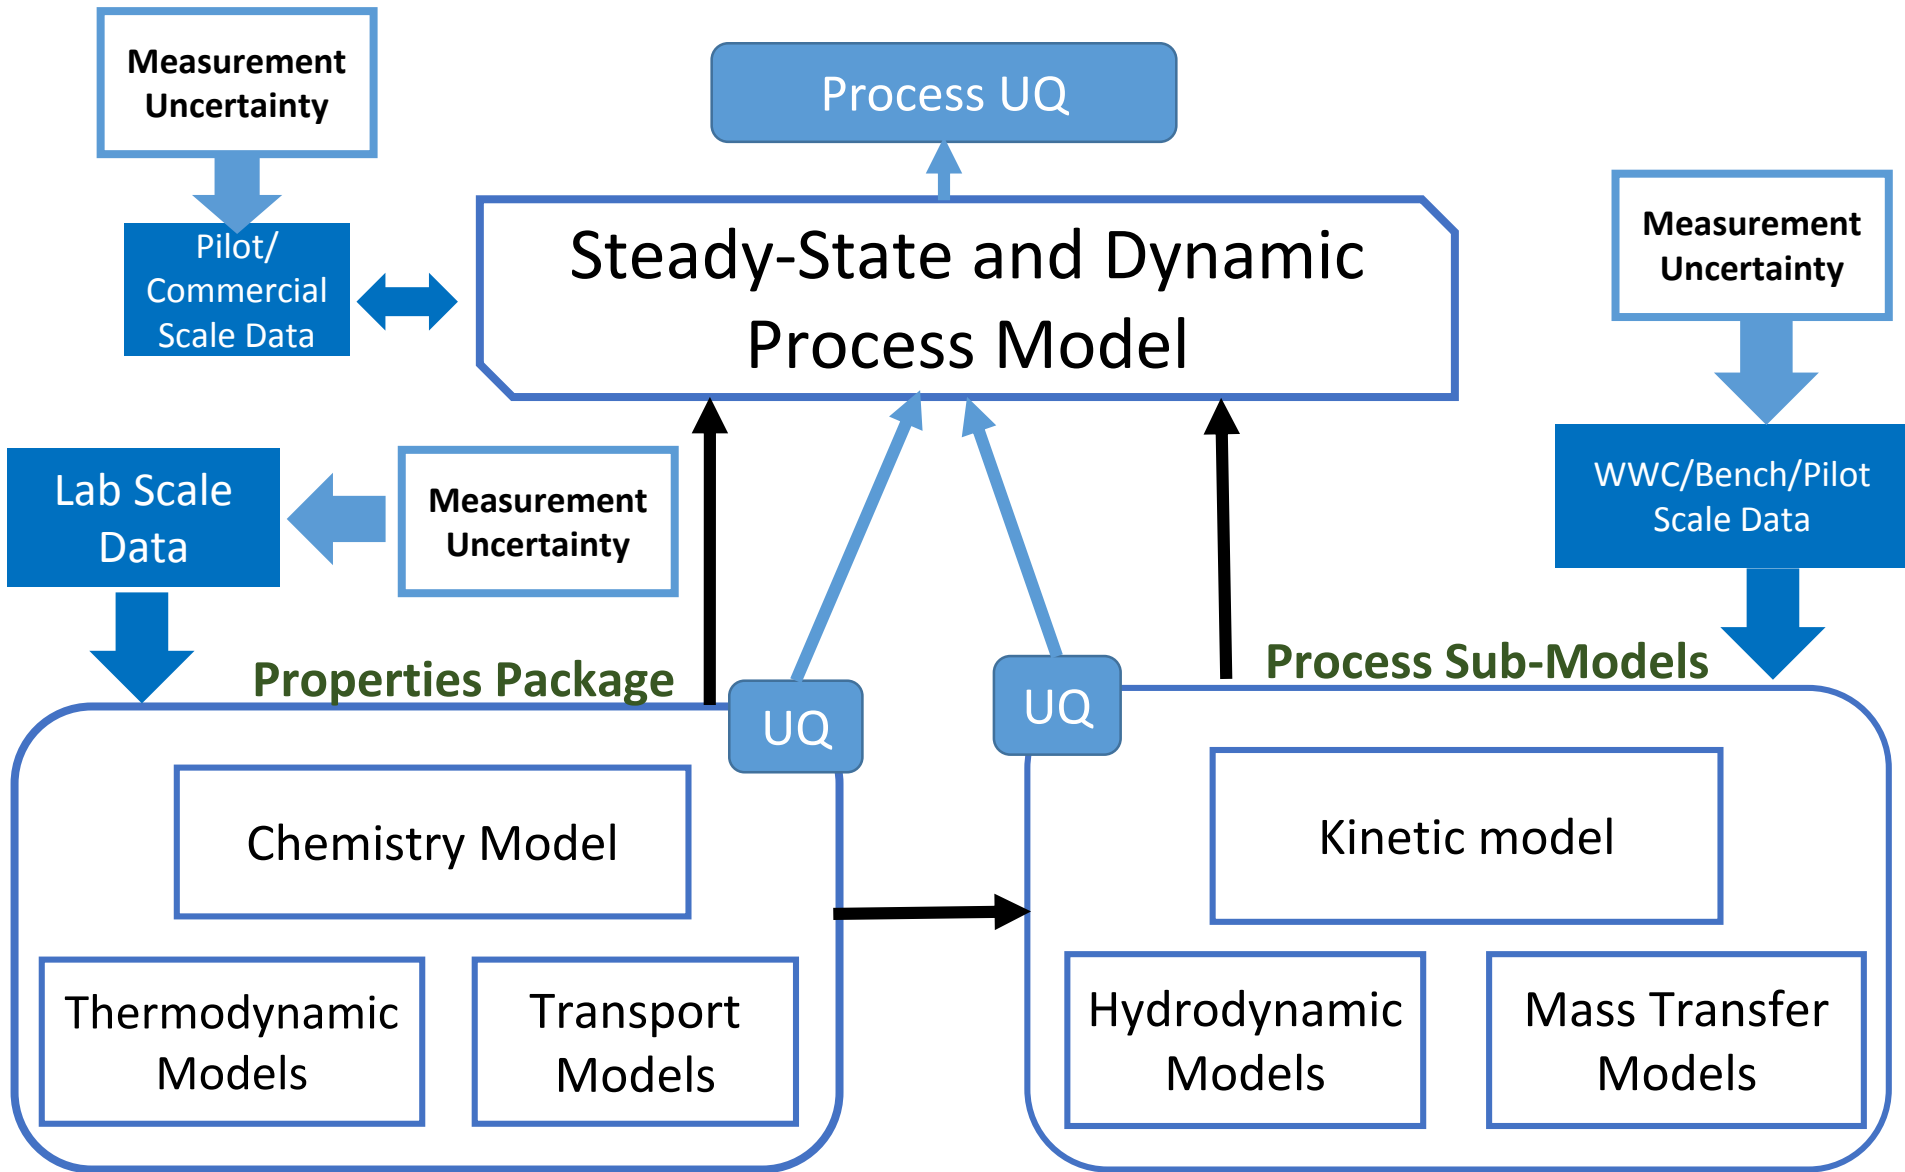 Measurement
Uncertainty
Process UQ
Steady-State and Dynamic
Process Model
Measurement
Uncertainty
Pilot/
Commercial
Scale Data
Lab Scale
Data
Measurement
Uncertainty
WWC/Bench/Pilot
Scale Data
Properties Package
UQ
UQ
Process Sub-Models
Chemistry Model
Thermodynamic
Models
Transport
Models
Kinetic model
Hydrodynamic
Models
Mass Transfer
Models